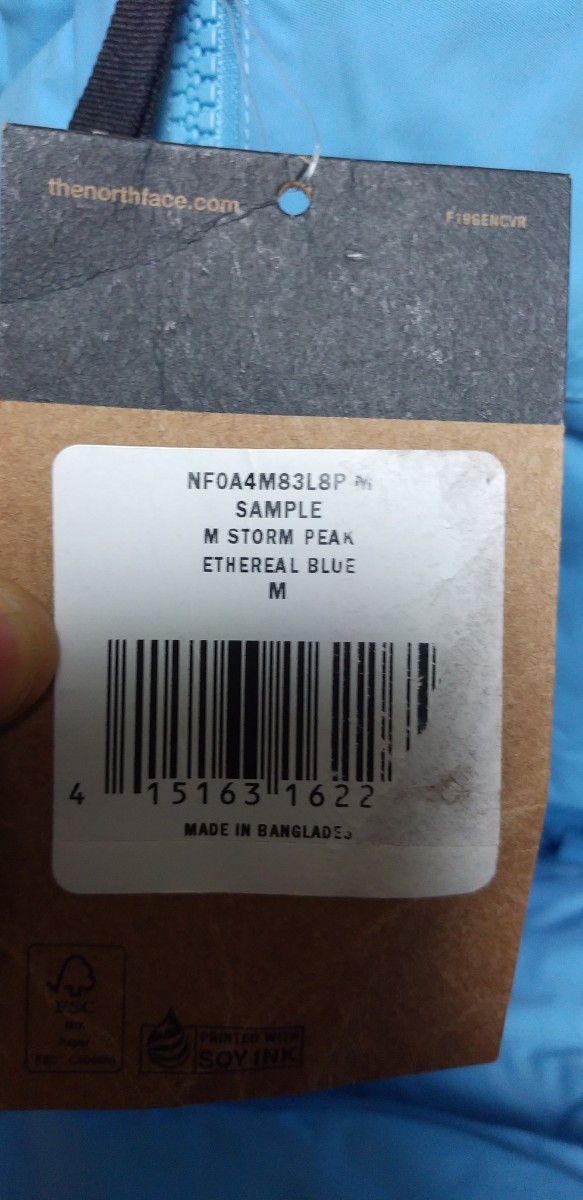 thenorthface.com
F19GENCVR
NF0A4M83L8P M
SAMPLE
M STORM PEAK
ETHEREAL BLUE
M
4 15163 1622
MADE IN BANGLADES
FSC
PRINTED WITH
SOY INK